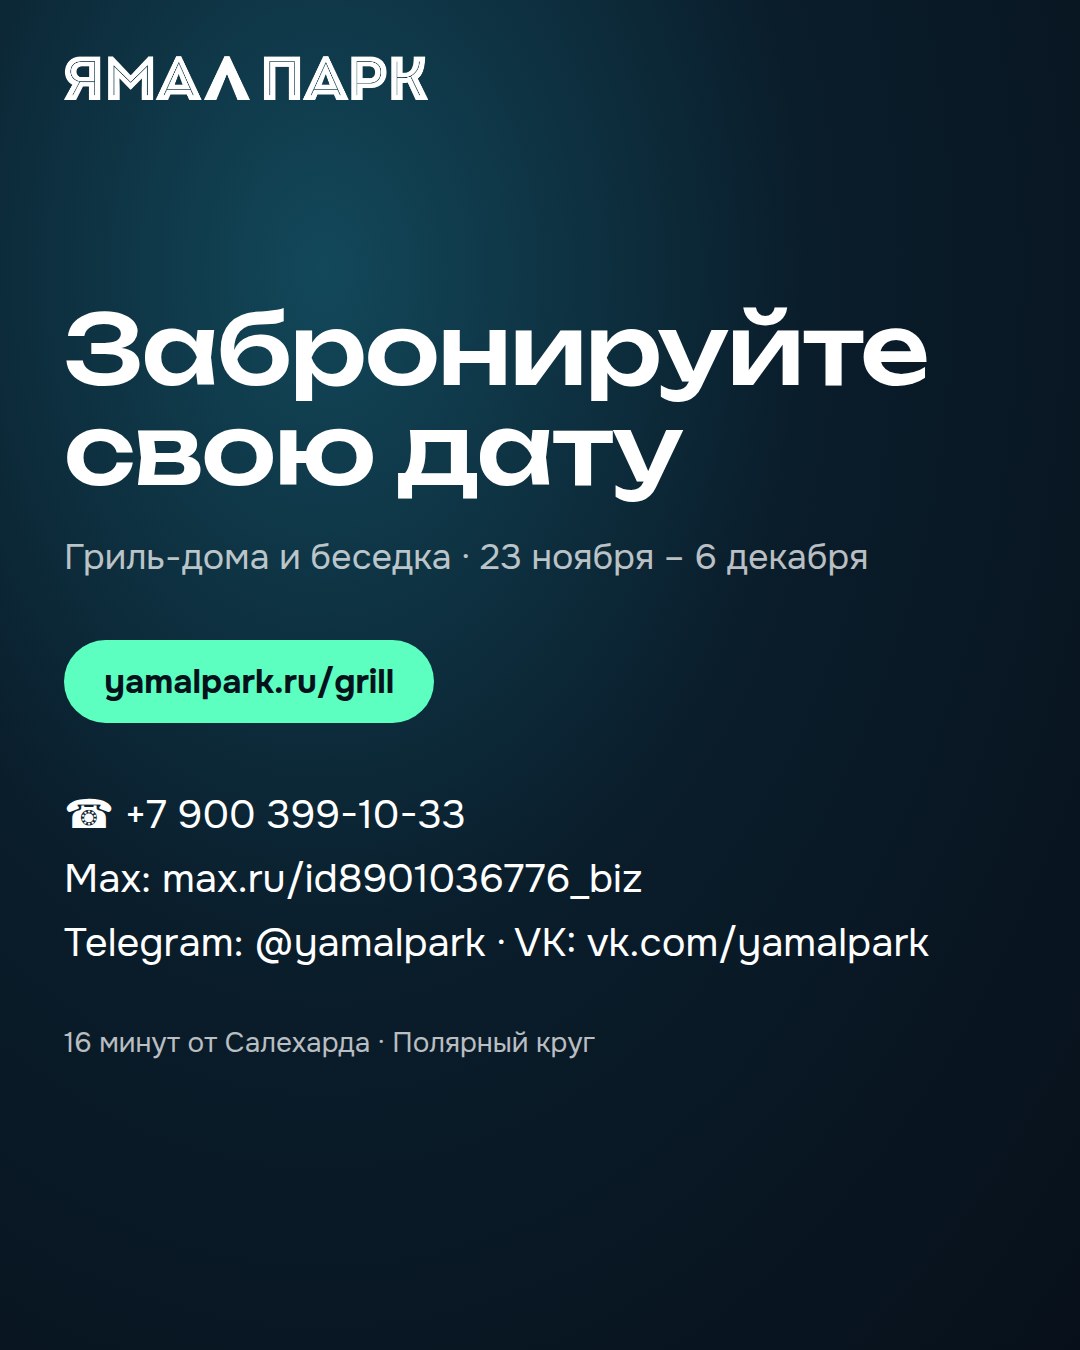 ЯМАЛ ПАРК
Забронируйте
свою дату
Гриль-дома и беседка · 23 ноября – 6 декабря
yamalpark.ru/grill
☎ +7 900 399-10-33
Max: max.ru/id8901036776_biz
Telegram: @yamalpark · VK: vk.com/yamalpark
16 минут от Салехарда · Полярный круг